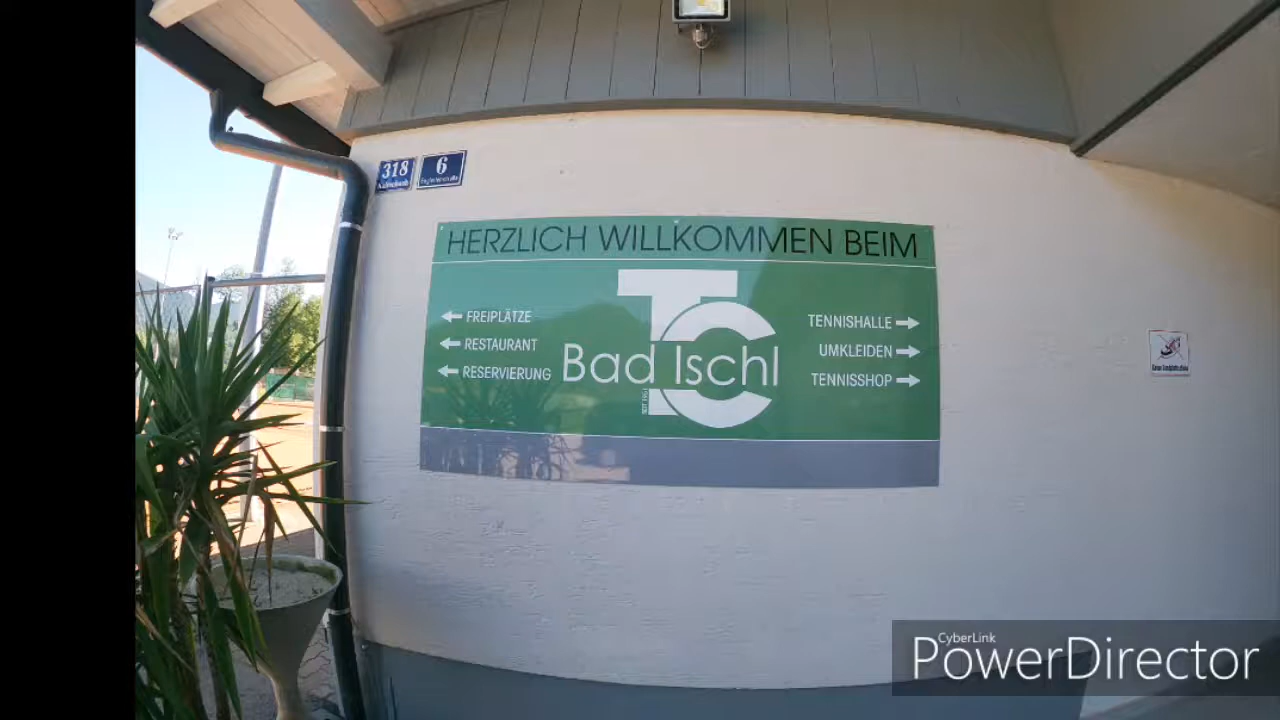 318
6
HERZLICH WILLKOMMEN BEIM
TC
FREIPLÄTZE
RESTAURANT
RESERVIERUNG
Bad Ischl
TENNISHALLE
UMKLEIDEN
TENNISSHOP
CyberLink
PowerDirector